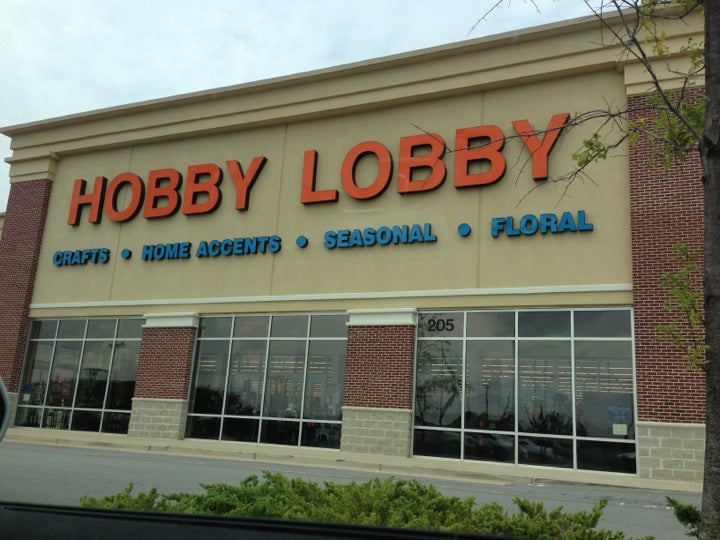 HOBBY LOBBY
CRAFTS • HOME ACCENTS • SEASONAL • FLORAL
205